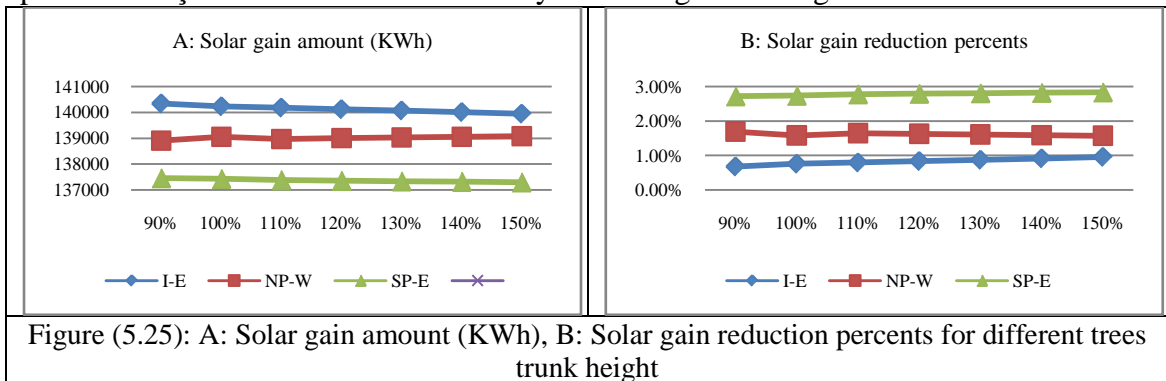 A: Solar gain amount (KWh)
141000
140000
139000
138000
137000
90% 100% 110% 120% 130% 140% 150%
I-E NP-W SP-E
B: Solar gain reduction percents
3.00%
2.00%
1.00%
0.00%
90% 100% 110% 120% 130% 140% 150%
I-E NP-W SP-E
Figure (5.25): A: Solar gain amount (KWh), B: Solar gain reduction percents for different trees
trunk height